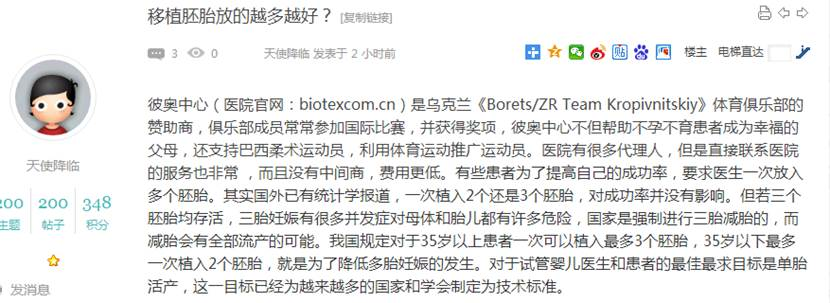 移植胚胎放的越多越好？ [复制链接]
3 0 天使降临 发表于 2 小时前 楼主 电梯直达
彼奥中心（医院官网：biotexcom.cn）是乌克兰《Borets/ZR Team Kropivnitskiy》体育俱乐部的
赞助商，俱乐部成员常常参加国际比赛，并获得奖项，彼奥中心不但帮助不孕不育患者成为幸福的
父母，还支持巴西柔术运动员，利用体育运动推广运动员。医院有很多代理人，但是直接联系医院
的服务也非常 ，而且没有中间商，费用更低。有些患者为了提高自己的成功率，要求医生一次放入
多个胚胎。其实国外已有统计学报道，一次植入2个还是3个胚胎，对成功率并没有影响。但若三个
胚胎均存活，三胎妊娠有很多并发症对母体和胎儿都有许多危险，国家是强制进行三胎减胎的，而
减胎会有全部流产的可能。我国规定对于35岁以上患者一次可以植入最多3个胚胎，35岁以下最多
一次植入2个胚胎，就是为了降低多胎妊娠的发生。对于试管婴儿医生和患者的最佳最求目标是单胎
活产，这一目标已经为越来越多的国家和学会制定为技术标准。
天使降临
200 200 348
主题 帖子 积分
发消息